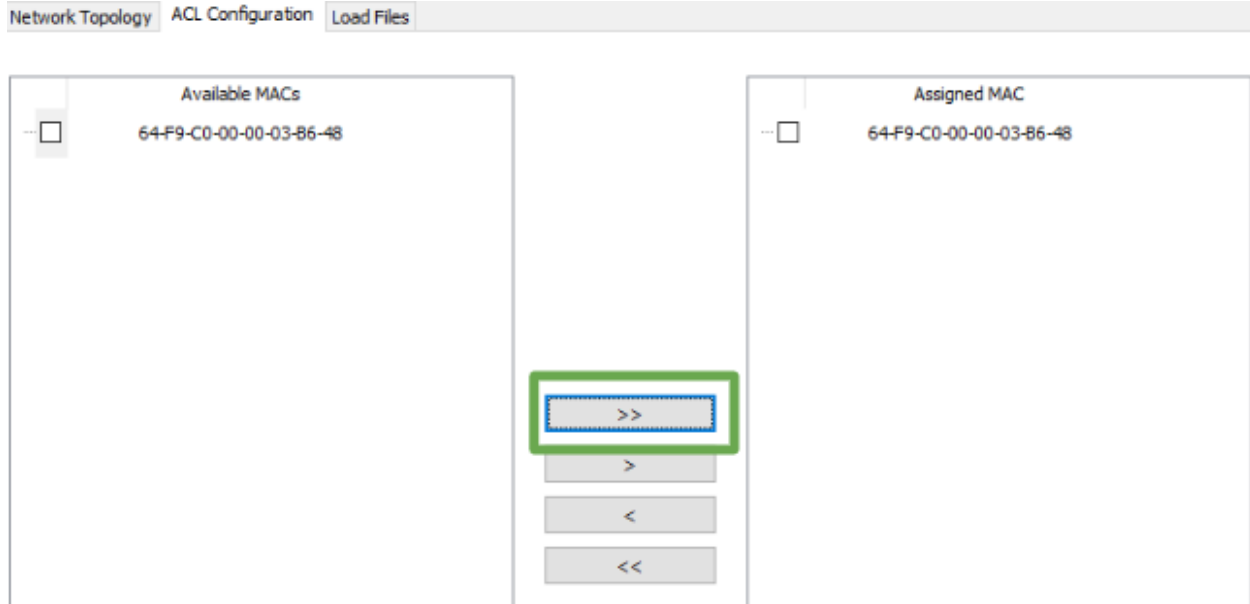 Network Topology ACL Configuration Load Files
Available MACs
64-F9-C0-00-00-03-B6-48
Assigned MAC
64-F9-C0-00-00-03-B6-48
>>
>
<
<<